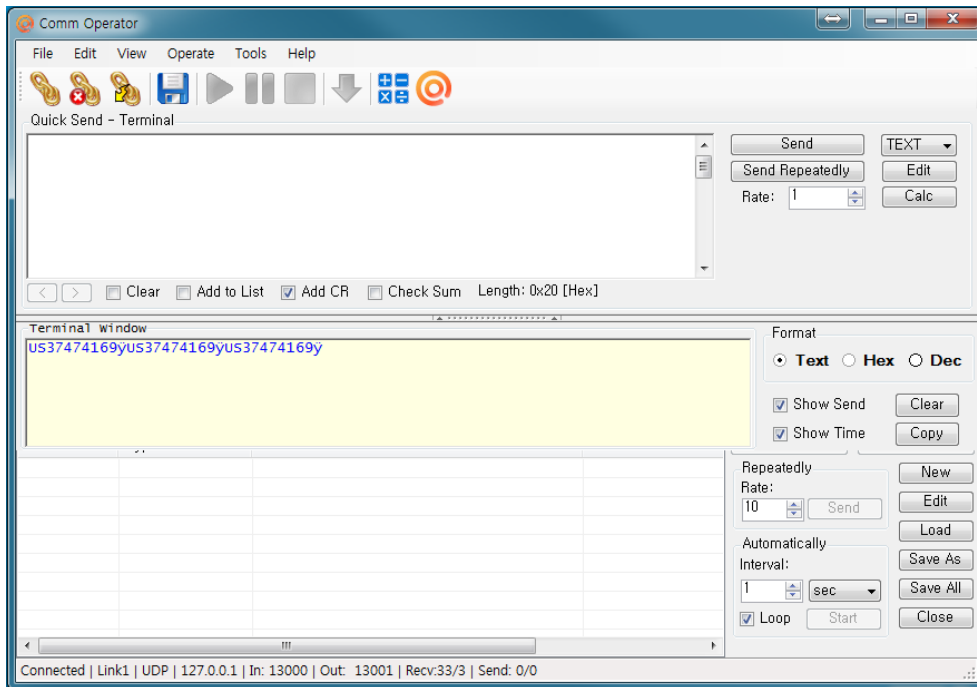 Comm Operator
File Edit View Operate Tools Help
Quick Send - Terminal
Send TEXT
Send Repeatedly Edit
Rate: 1 Calc
< > Clear Add to List Add CR Check Sum Length: 0x20 [Hex]
Terminal Window
US37474169ÿUS37474169ÿUS37474169ÿ
Format
Text Hex Dec
Show Send Clear
Show Time Copy
Repeatedly New
Rate:
10 Send Edit
Load
Automatically
Interval: Save As
1 sec Save All
Loop Start Close
Connected | Link1 | UDP | 127.0.0.1 | In: 13000 | Out: 13001 | Recv:33/3 | Send: 0/0